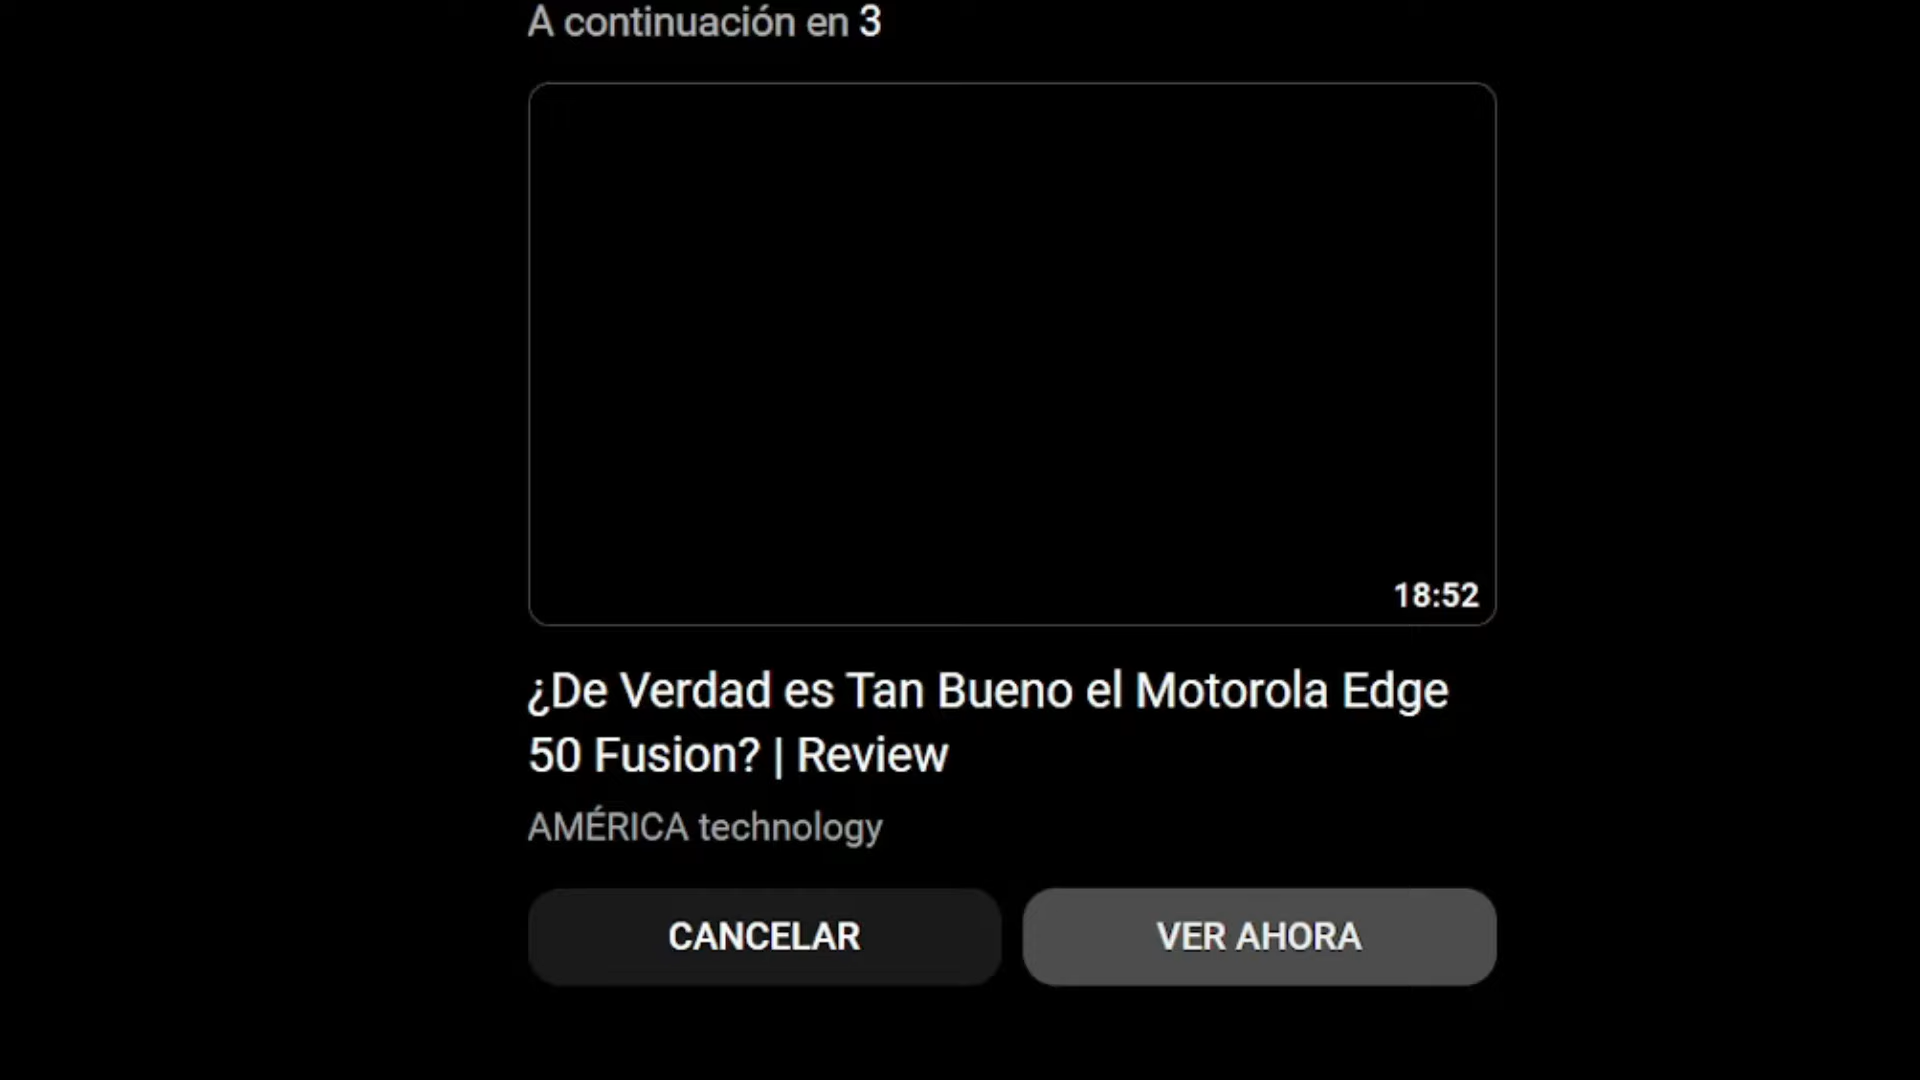 A continuación en 3
18:52
¿De Verdad es Tan Bueno el Motorola Edge
50 Fusion? | Review
AMÉRICA technology
CANCELAR
VER AHORA